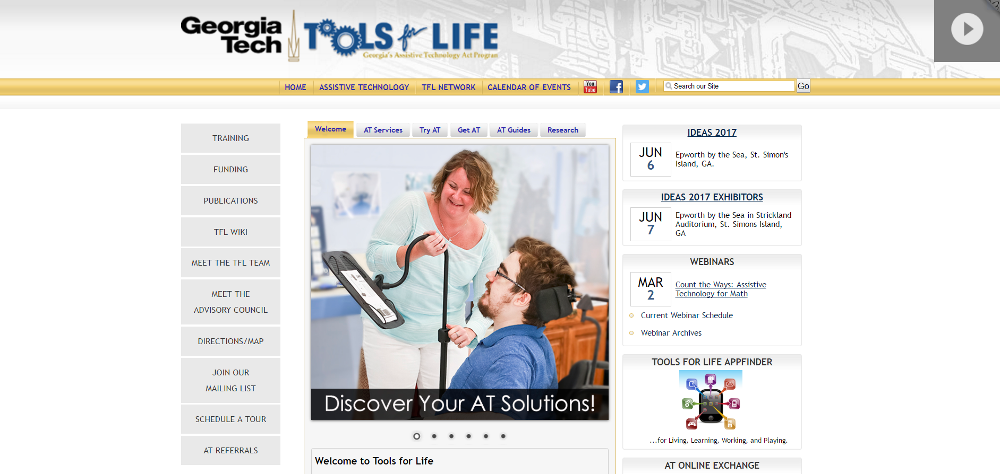 Georgia
Tech
TOOLS for LIFE
Georgia's Assistive Technology Act Program
HOME
ASSISTIVE TECHNOLOGY
TFL NETWORK
CALENDAR OF EVENTS
You
Tube
Search our Site
Go
TRAINING
FUNDING
PUBLICATIONS
TFL WIKI
MEET THE TFL TEAM
MEET THE
ADVISORY COUNCIL
DIRECTIONS/MAP
JOIN OUR
MAILING LIST
SCHEDULE A TOUR
AT REFERRALS
Welcome
AT Services
Try AT
Get AT
AT Guides
Research
Discover Your AT Solutions!
Welcome to Tools for Life
IDEAS 2017
JUN
6
Epworth by the Sea, St. Simon's
Island, GA.
IDEAS 2017 EXHIBITORS
JUN
7
Epworth by the Sea in Strickland
Auditorium, St. Simons Island,
GA
WEBINARS
MAR
2
Count the Ways: Assistive
Technology for Math
Current Webinar Schedule
Webinar Archives
TOOLS FOR LIFE APPFINDER
...for Living, Learning, Working, and Playing.
AT ONLINE EXCHANGE